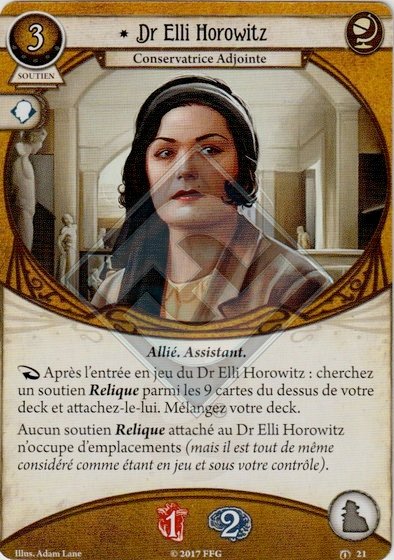 3
Dr Elli Horowitz
SOUTIEN
Conservatrice Adjointe
Allié. Assistant.
Après l'entrée en jeu du Dr Elli Horowitz : cherchez
un soutien Relique parmi les 9 cartes du dessus de votre
deck et attachez-le-lui. Mélangez votre deck.
Aucun soutien Relique attaché au Dr Elli Horowitz
n'occupe d'emplacements (mais il est tout de même
considéré comme étant en jeu et sous votre contrôle).
1 2
Illus. Adam Lane © 2017 FFG 21